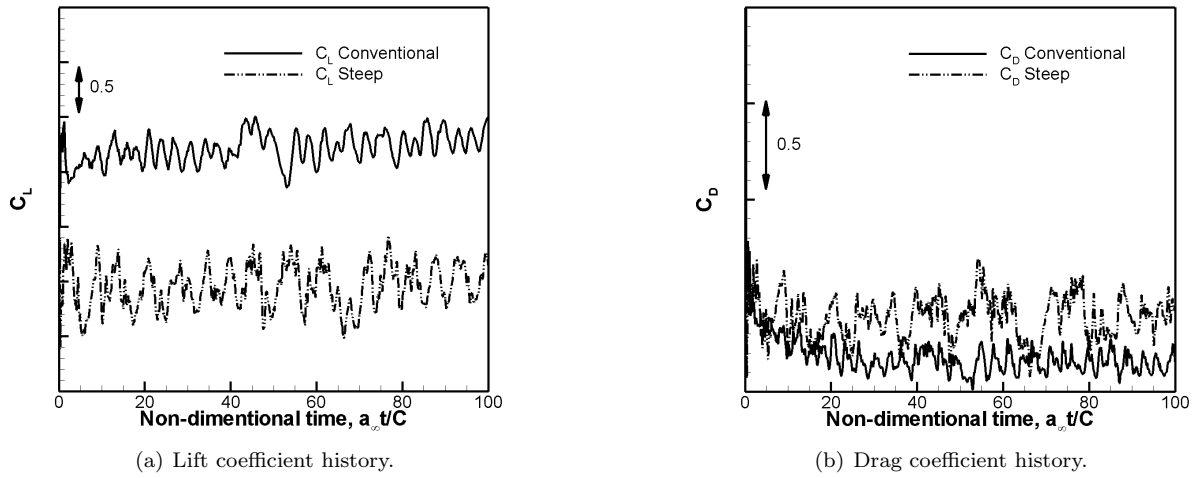 C_L Conventional
C_L Steep
0.5
C_L
0 20 40 60 80 100
Non-dimentional time, a_∞t/C
(a) Lift coefficient history.
C_D Conventional
C_D Steep
0.5
C_D
0 20 40 60 80 100
Non-dimentional time, a_∞t/C
(b) Drag coefficient history.